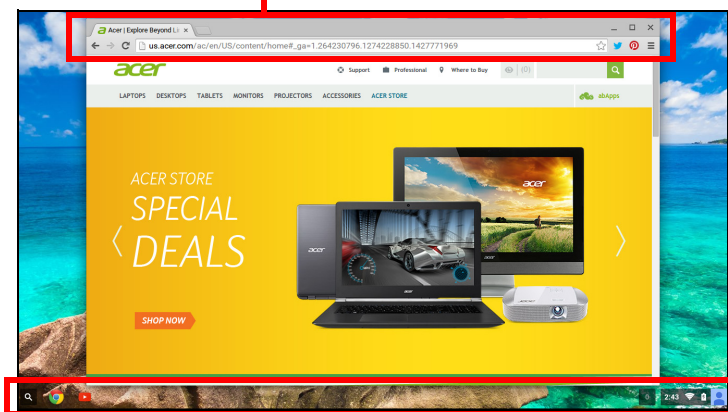 Acer | Explore Beyond Li
us.acer.com/ac/en/US/content/home#_ga=1.264230796.1274228850.1427771969
acer
Support Professional Where to Buy (0)
LAPTOPS DESKTOPS TABLETS MONITORS PROJECTORS ACCESSORIES ACER STORE abApps
ACER STORE
SPECIAL
DEALS
SHOP NOW
acer
acer
acer
acer
0 2:43